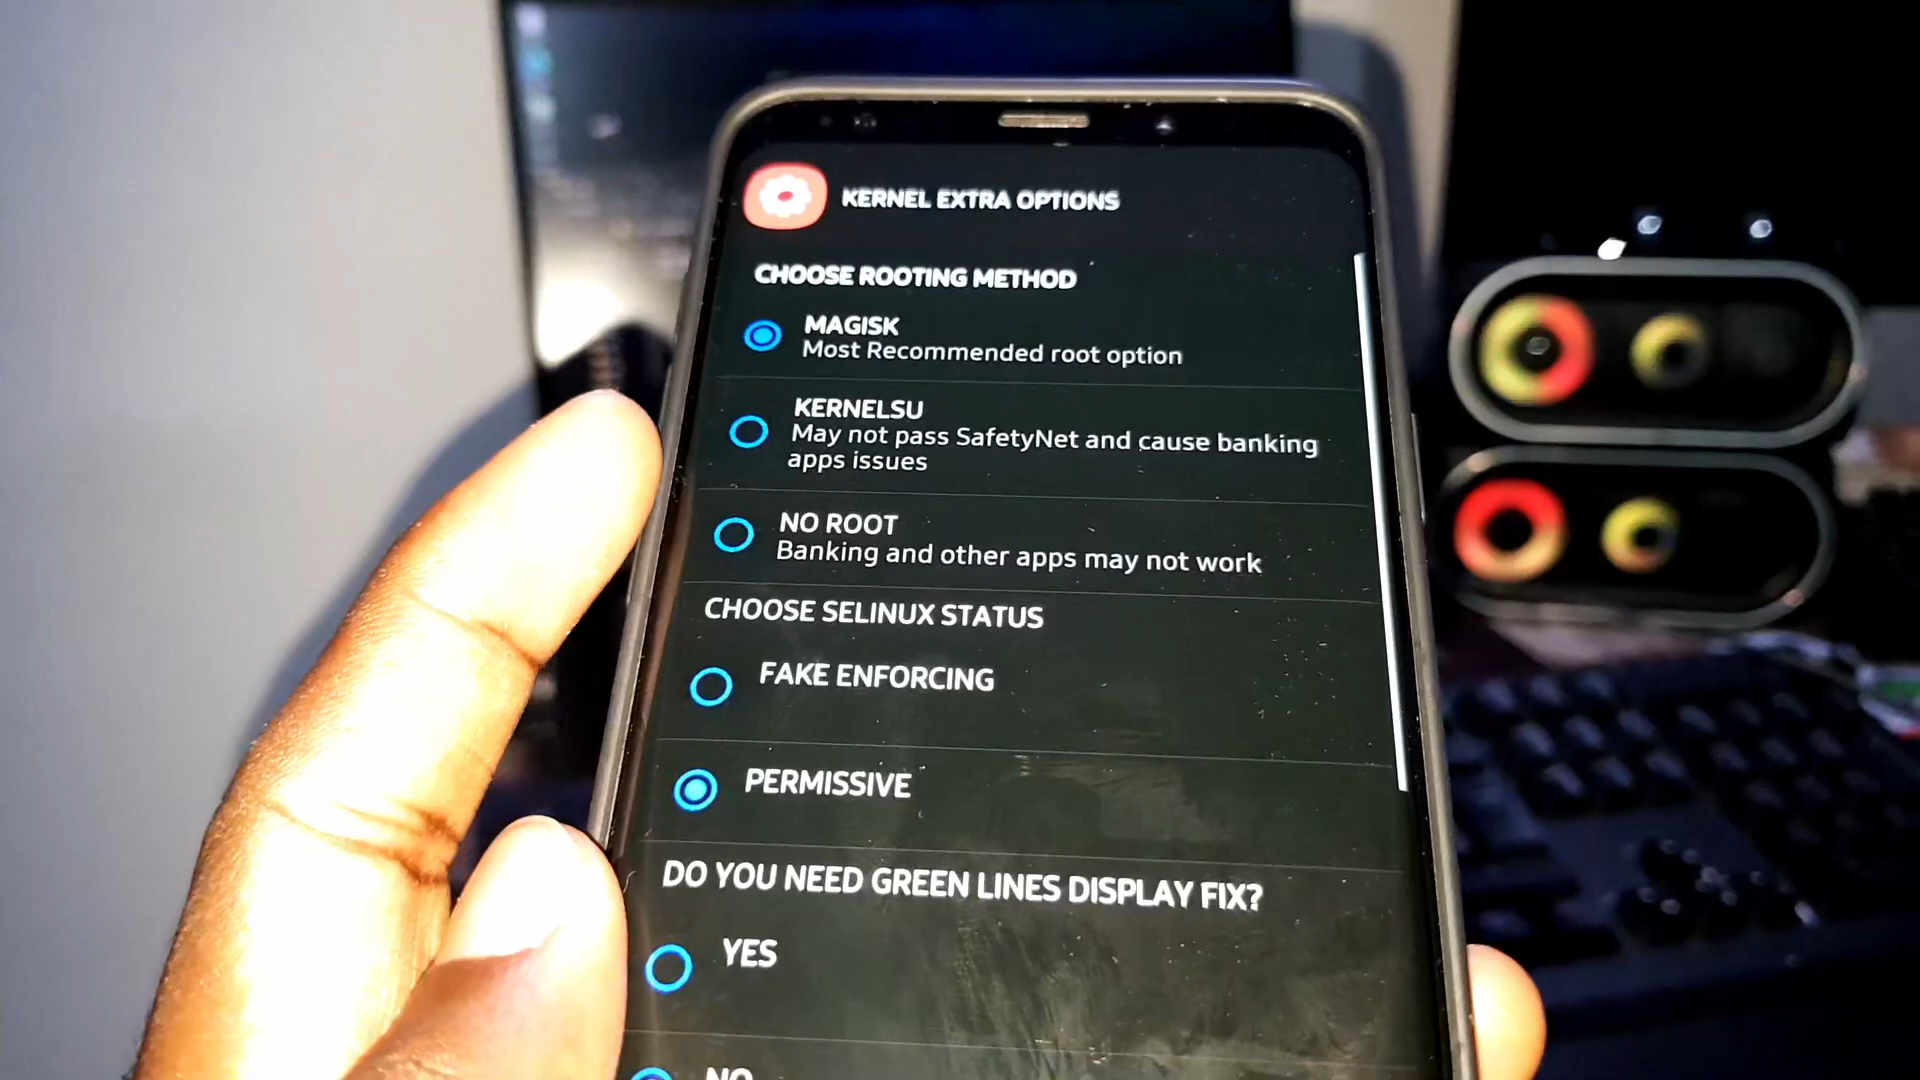 KERNEL EXTRA OPTIONS
CHOOSE ROOTING METHOD
MAGISK
Most Recommended root option
KERNELSU
May not pass SafetyNet and cause banking
apps issues
NO ROOT
Banking and other apps may not work
CHOOSE SELINUX STATUS
FAKE ENFORCING
PERMISSIVE
DO YOU NEED GREEN LINES DISPLAY FIX?
YES
NO